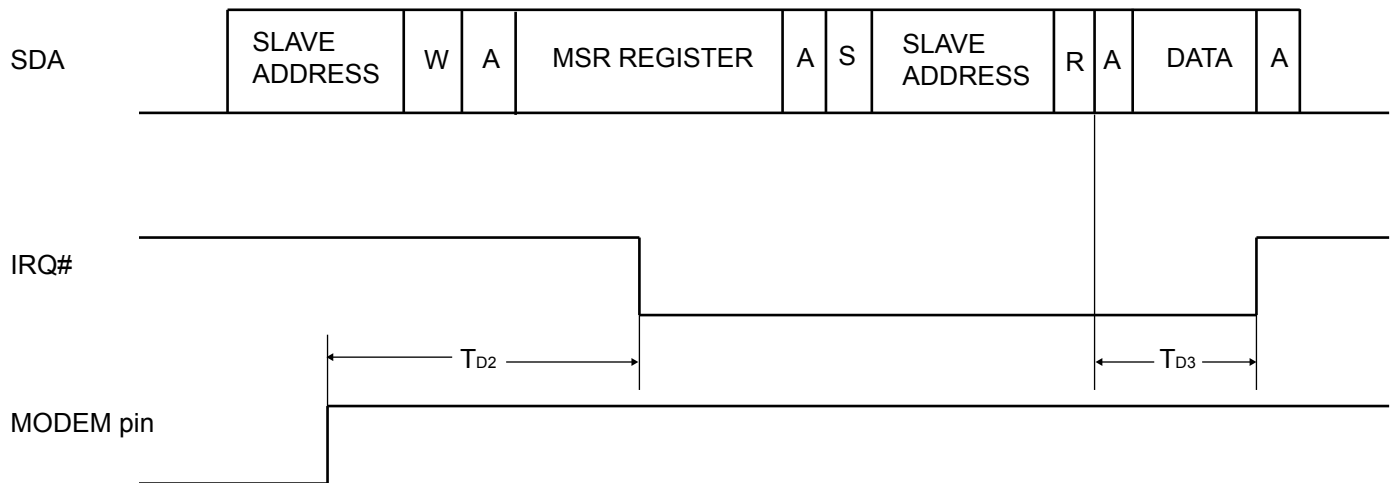 SDA
SLAVE
ADDRESS
W
A
MSR REGISTER
A
S
SLAVE
ADDRESS
R
A
DATA
A
IRQ#
TD2
TD3
MODEM pin